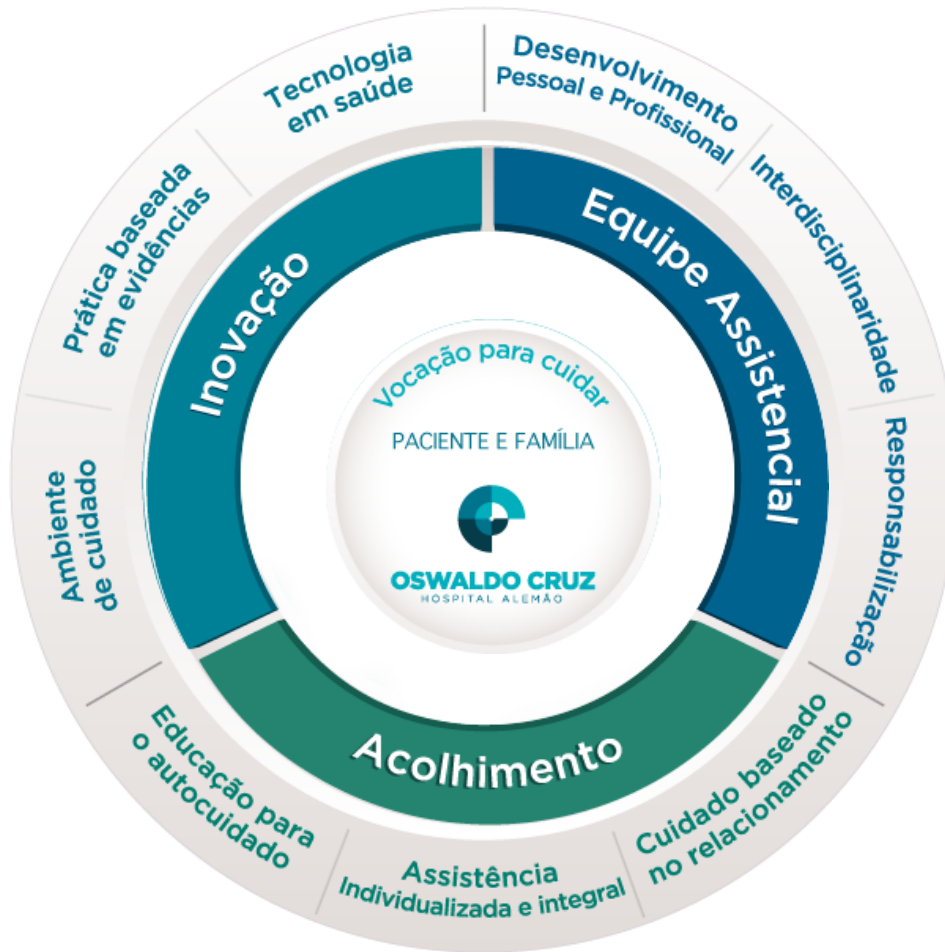 Tecnologia
em saúde
Desenvolvimento
Pessoal e Profissional
Interdisciplinaridade
Responsabilização
Cuidado baseado
no relacionamento
Assistência
Individualizada e integral
Educação para
o autocuidado
Ambiente
de cuidado
Prática baseada
em evidências
Inovação
Equipe Assistencial
Acolhimento
Vocação para cuidar
PACIENTE E FAMÍLIA
OSWALDO CRUZ
HOSPITAL ALEMÃO